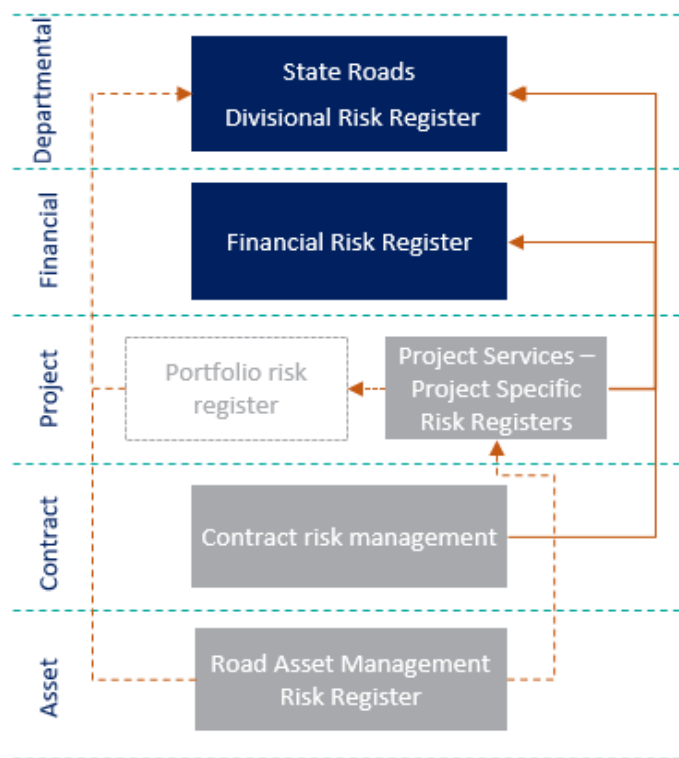 Departmental
State Roads
Divisional Risk Register
Financial
Financial Risk Register
Project
Portfolio risk
register
Project Services –
Project Specific
Risk Registers
Contract
Contract risk management
Asset
Road Asset Management
Risk Register